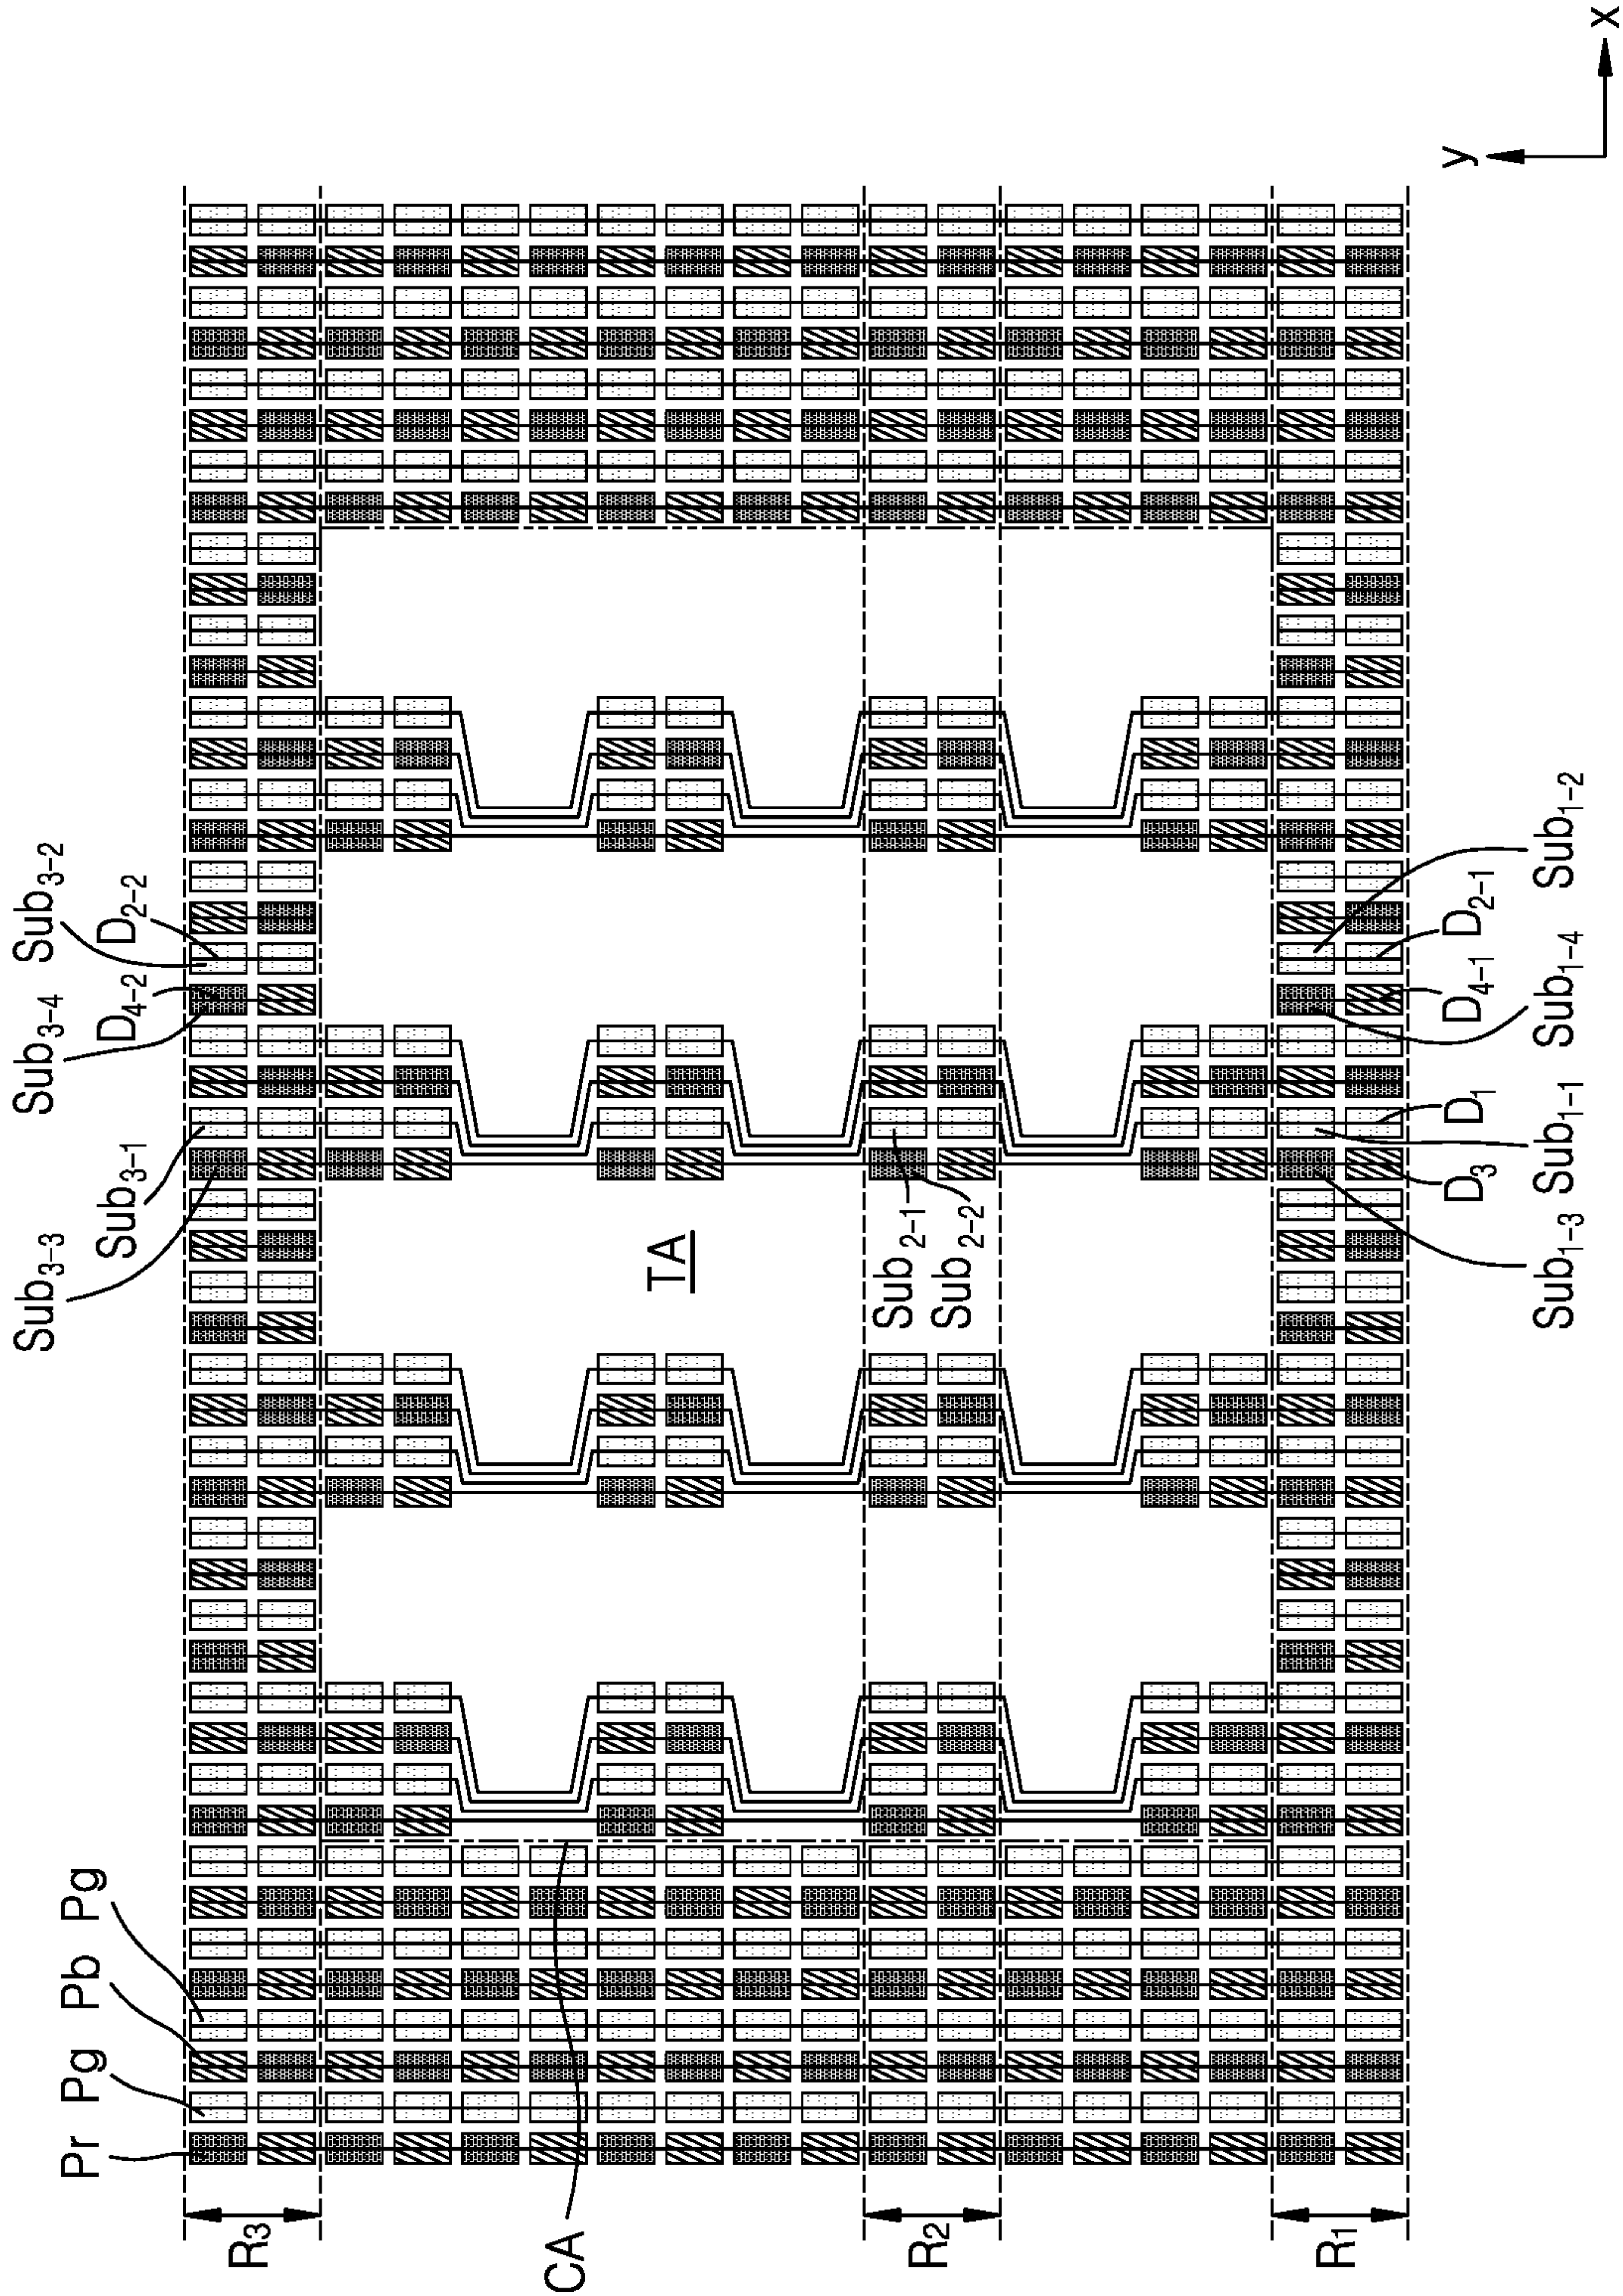 Sub3-3 Sub3-4 Sub3-2
Pr Pg Pb Pg Sub3-1 D4-2 D2-2
R3
CA
TA
Sub2-1
R2 Sub2-2
R1
D3 D1 D4-1 D2-1
y
Sub1-3 Sub1-1 Sub1-4 Sub1-2
x